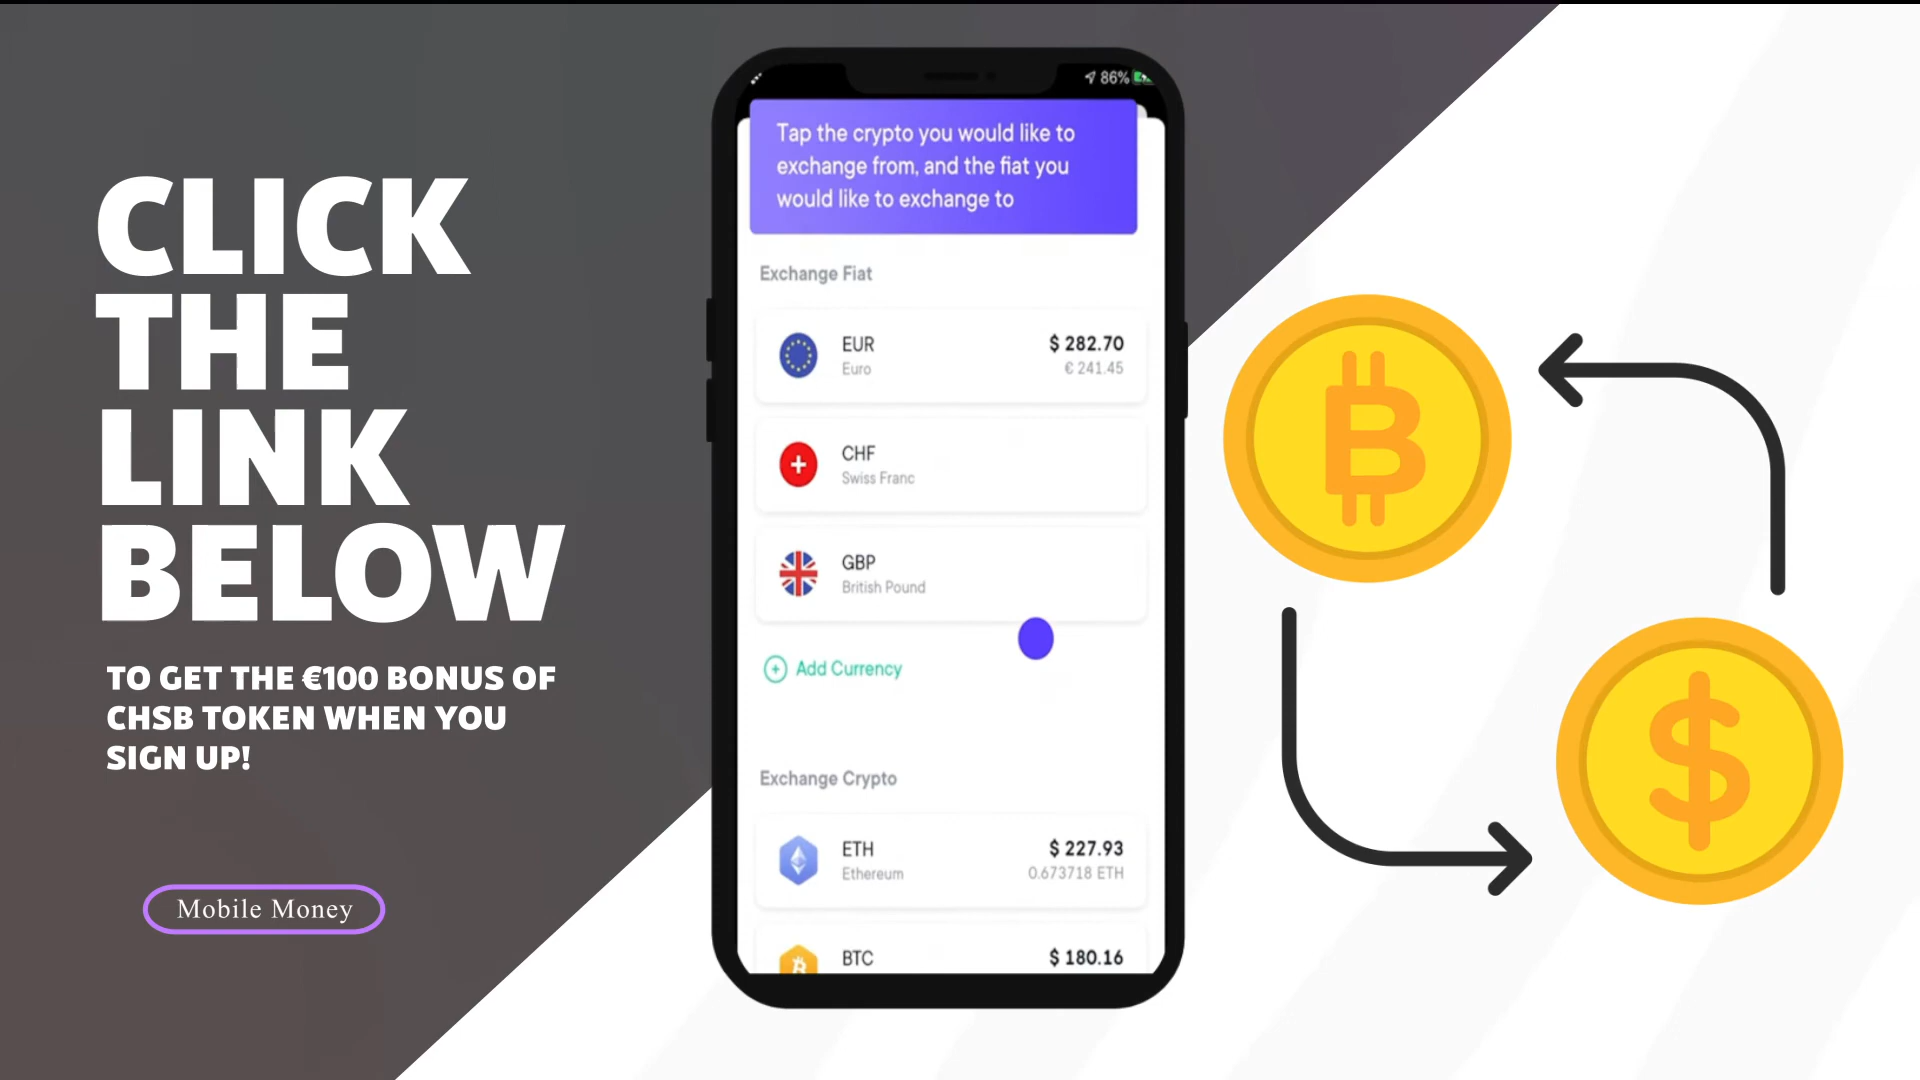 CLICK
THE
LINK
BELOW
TO GET THE €100 BONUS OF
CHSB TOKEN WHEN YOU
SIGN UP!
Mobile Money
86%
Tap the crypto you would like to
exchange from, and the fiat you
would like to exchange to
Exchange Fiat
EUR $ 282.70
Euro € 241.45
CHF
Swiss Franc
GBP
British Pound
Add Currency
Exchange Crypto
ETH $ 227.93
Ethereum 0.673718 ETH
BTC $ 180.16